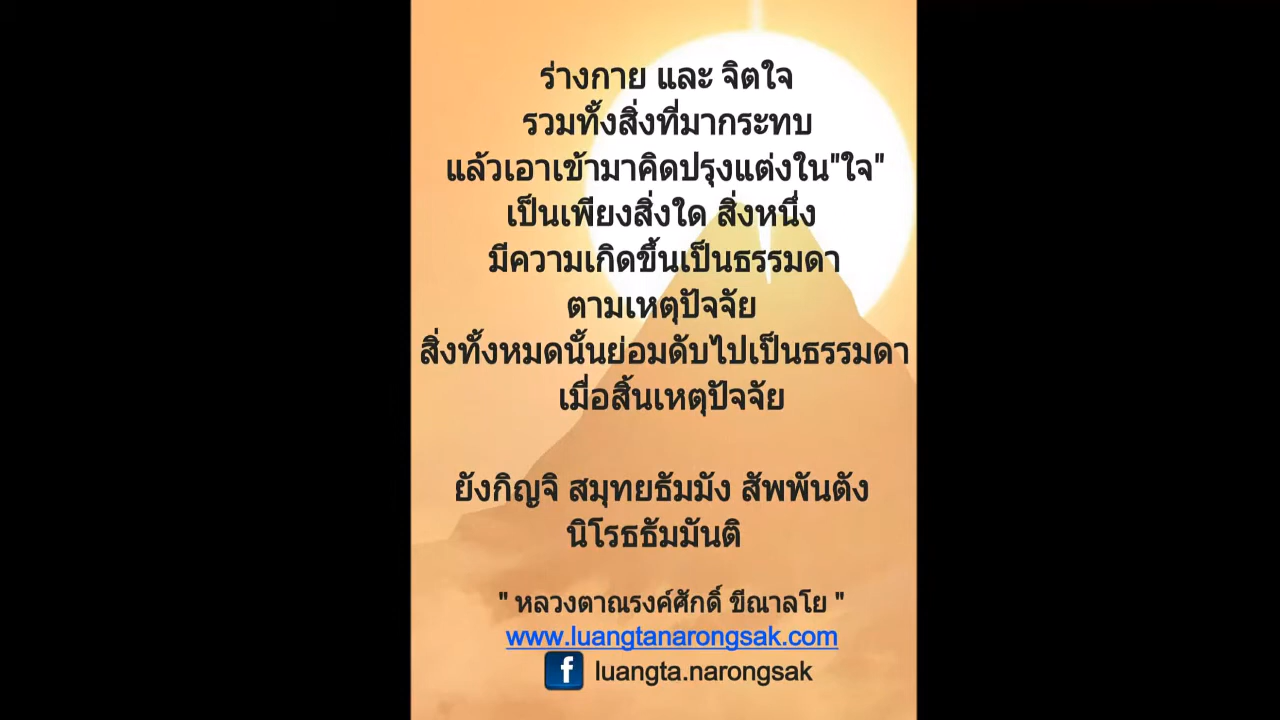 ร่างกาย และ จิตใจ
รวมทั้งสิ่งที่มากระทบ
แล้วเอาเข้ามาคิดปรุงแต่งใน"ใจ"
เป็นเพียงสิ่งใด สิ่งหนึ่ง
มีความเกิดขึ้นเป็นธรรมดา
ตามเหตุปัจจัย
สิ่งทั้งหมดนั้นย่อมดับไปเป็นธรรมดา
เมื่อสิ้นเหตุปัจจัย
ยังกิญจิ สมุทยธัมมัง สัพพันตัง
นิโรธธัมมันติ
" หลวงตาณรงค์ศักดิ์ ขีณาลโย "
www.luangtanarongsak.com
f luangta.narongsak